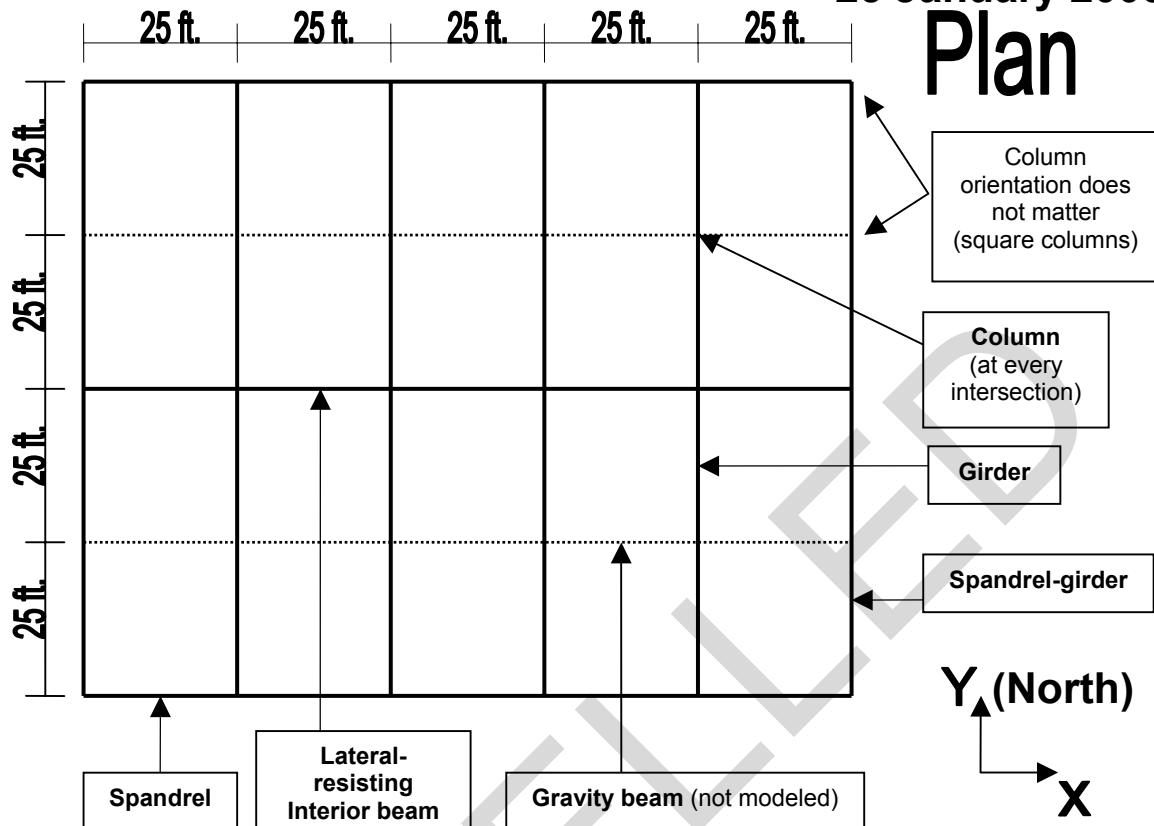 25 ft.
25 ft.
25 ft.
25 ft.
25 ft.
Plan
25 ft.
25 ft.
25 ft.
25 ft.
Column
orientation does
not matter
(square columns)
Column
(at every
intersection)
Girder
Spandrel-girder
Y (North)
X
Spandrel
Lateral-
resisting
Interior beam
Gravity beam (not modeled)